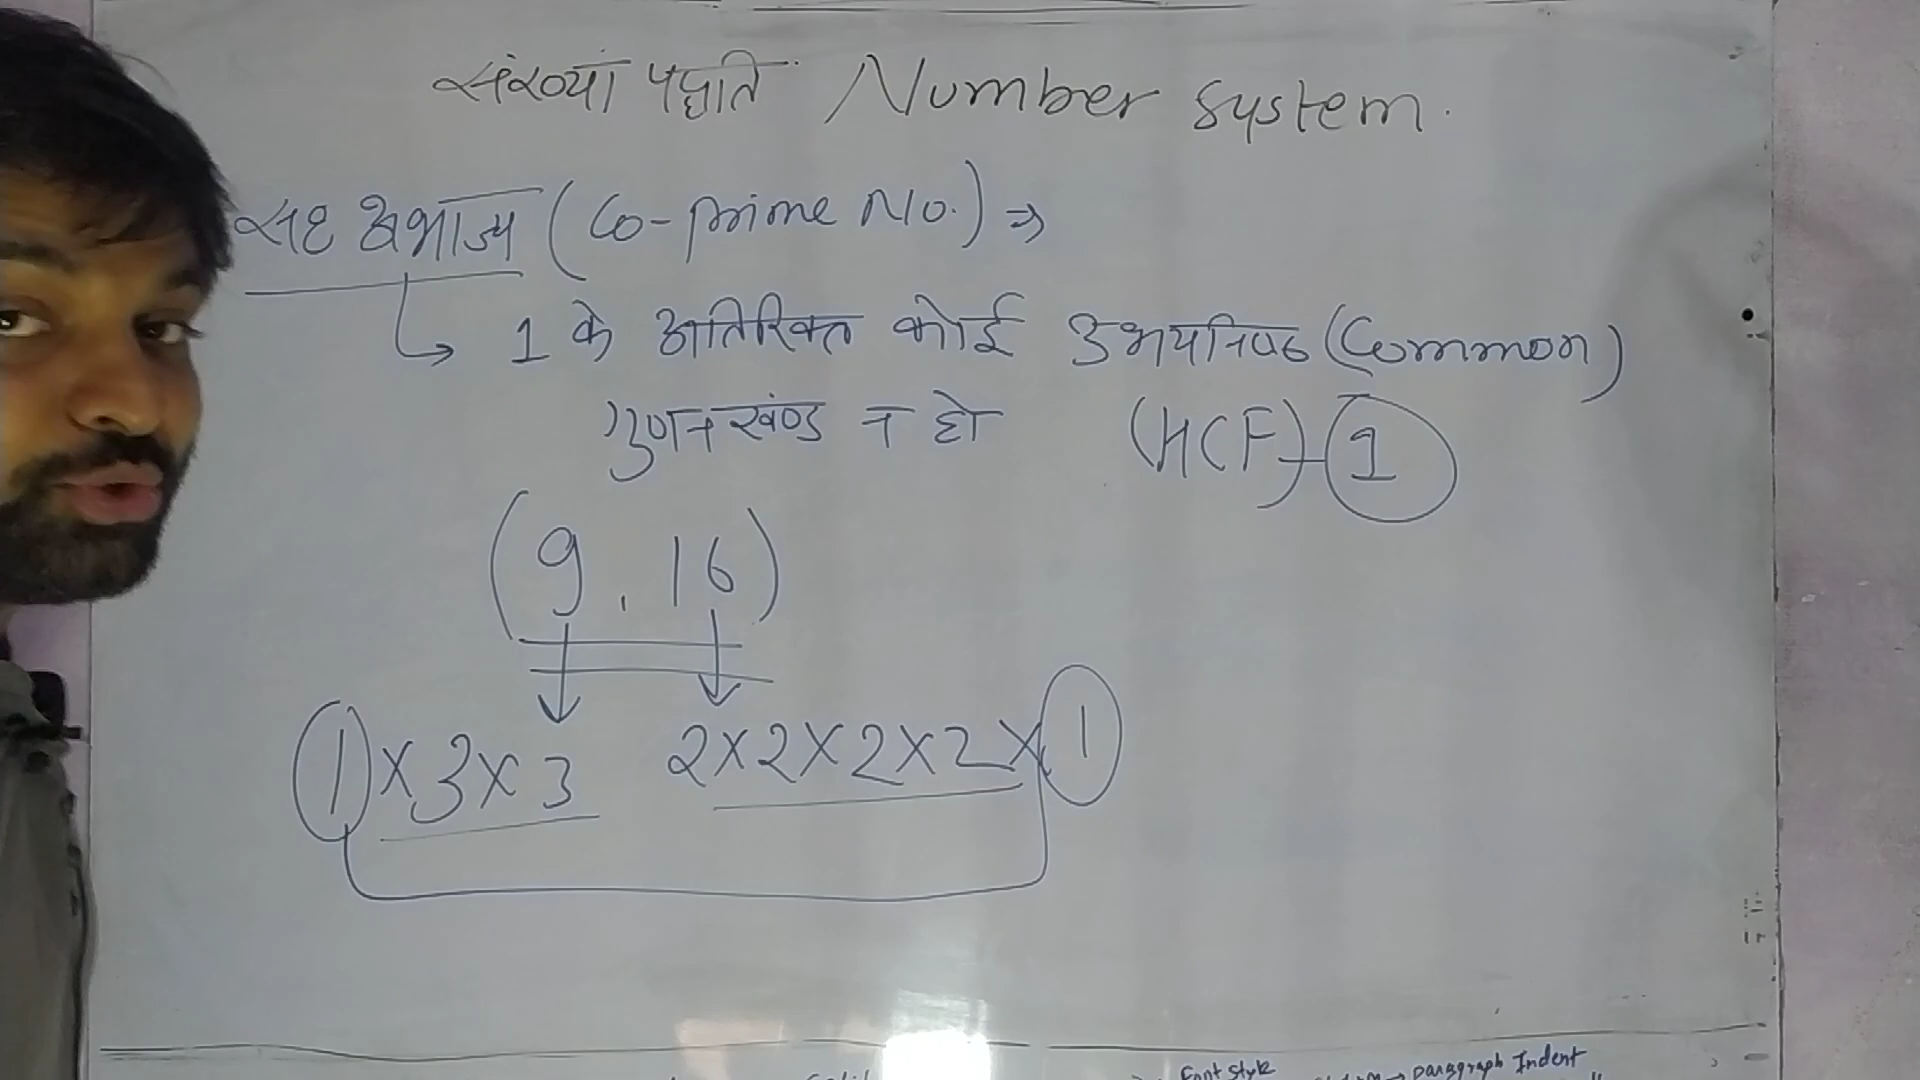 संख्या पद्धति Number System.
सह अभाज्य (Co-prime No.) ⇒
↳ 1 के अतिरिक्त कोई उभयनिष्ठ (Common)
गुणनखंण्ड न हो (HCF)-1
(9, 16)
1×3×3 2×2×2×2×1
Font Style
→ paragraph Indent